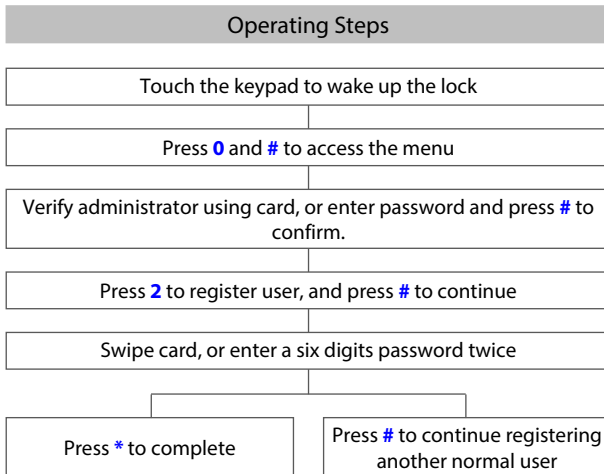 Operating Steps
Touch the keypad to wake up the lock
Press 0 and # to access the menu
Verify administrator using card, or enter password and press # to
confirm.
Press 2 to register user, and press # to continue
Swipe card, or enter a six digits password twice
Press * to complete
Press # to continue registering
another normal user